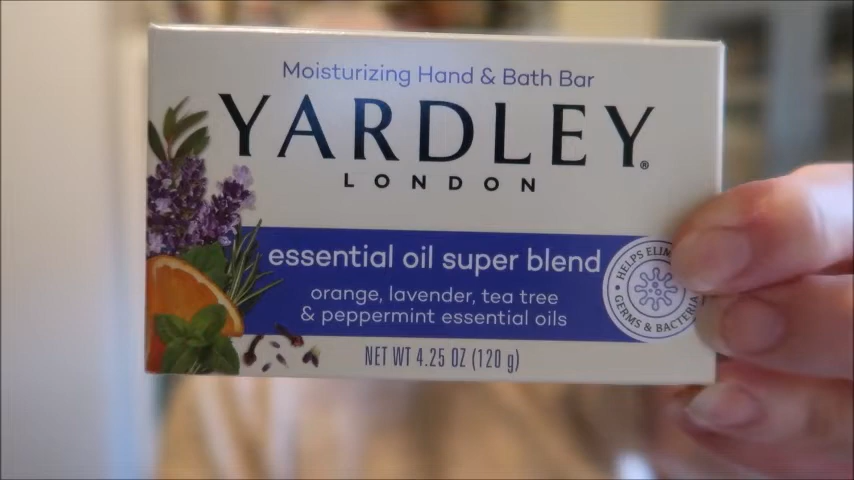 Moisturizing Hand & Bath Bar
YARDLEY®
LONDON
essential oil super blend
orange, lavender, tea tree
& peppermint essential oils
HELPS ELIM
GERMS & BACTERIA
NET WT 4.25 OZ (120 g)